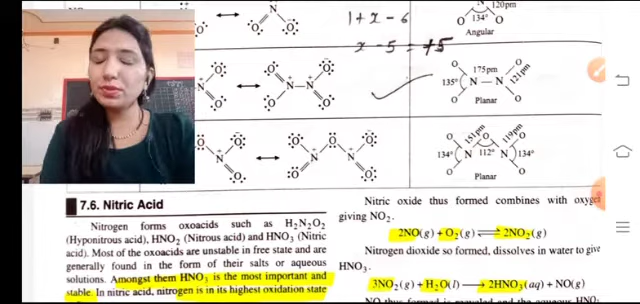 120pm
O 134° O
Angular
1 + x - 6
x - 5 = +5
175pm
121pm
135°
N — N
Planar
151pm
119pm
134° N 112° N 134°
Planar
7.6. Nitric Acid
Nitrogen forms oxoacids such as H₂N₂O₂
(Hyponitrous acid), HNO₂ (Nitrous acid) and HNO₃ (Nitric
acid). Most of the oxoacids are unstable in free state and are
generally found in the form of their salts or aqueous
solutions. Amongst them HNO₃ is the most important and
stable. In nitric acid, nitrogen is in its highest oxidation state
Nitric oxide thus formed combines with oxygen
giving NO₂.
2NO(g) + O₂(g) ⇌ 2NO₂(g)
Nitrogen dioxide so formed, dissolves in water to give
HNO₃.
3NO₂(g) + H₂O(l) → 2HNO₃(aq) + NO(g)